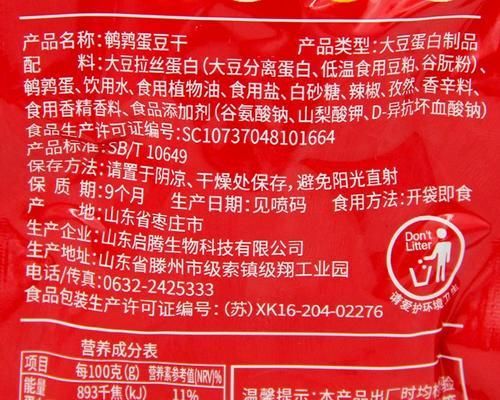 产品名称:鹌鹑蛋豆干 产品类型:大豆蛋白制品
配 料:大豆拉丝蛋白(大豆分离蛋白、低温食用豆粕、谷朊粉)、
鹌鹑蛋、饮用水、食用植物油、食用盐、白砂糖、辣椒、孜然、香辛料、
食用香精香料、食品添加剂(谷氨酸钠、山梨酸钾、D-异抗坏血酸钠)
食品生产许可证编号:SC10737048101664
产品标准:SB/T 10649
保存方法:请置于阴凉、干燥处保存,避免阳光直射
保质期:9个月 生产日期:见喷码 食用方法:开袋即食
产 地:山东省枣庄市
生产企业:山东启腾生物科技有限公司
生产地址:山东省滕州市级索镇级翔工业园
电话/传真:0632-2425333
食品包装生产许可证编号:(苏)XK16-204-02276
Don't
Litter
请爱护环境卫生
营养成分表
项目 每100克(g) 营养素参考值(NRV)%
能量 893千焦(kJ) 11%
温馨提示:本产品出厂时均经